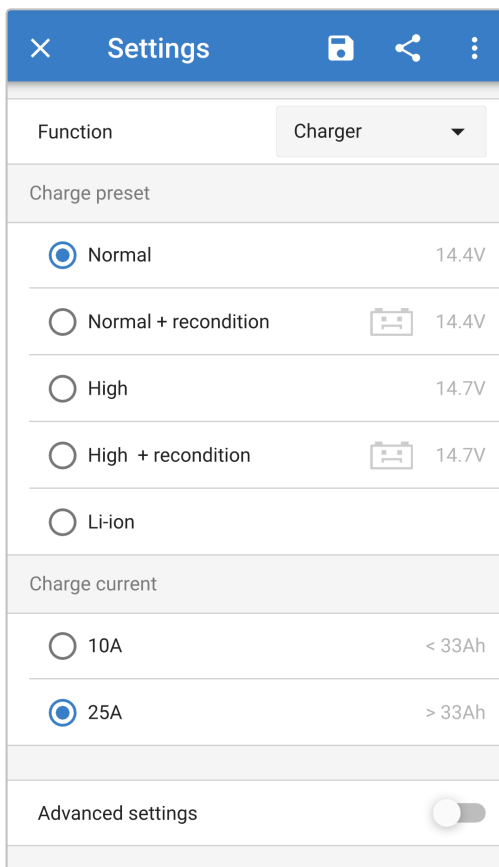 Settings
Function Charger
Charge preset
Normal 14.4V
Normal + recondition 14.4V
High 14.7V
High + recondition 14.7V
Li-ion
Charge current
10A < 33Ah
25A > 33Ah
Advanced settings